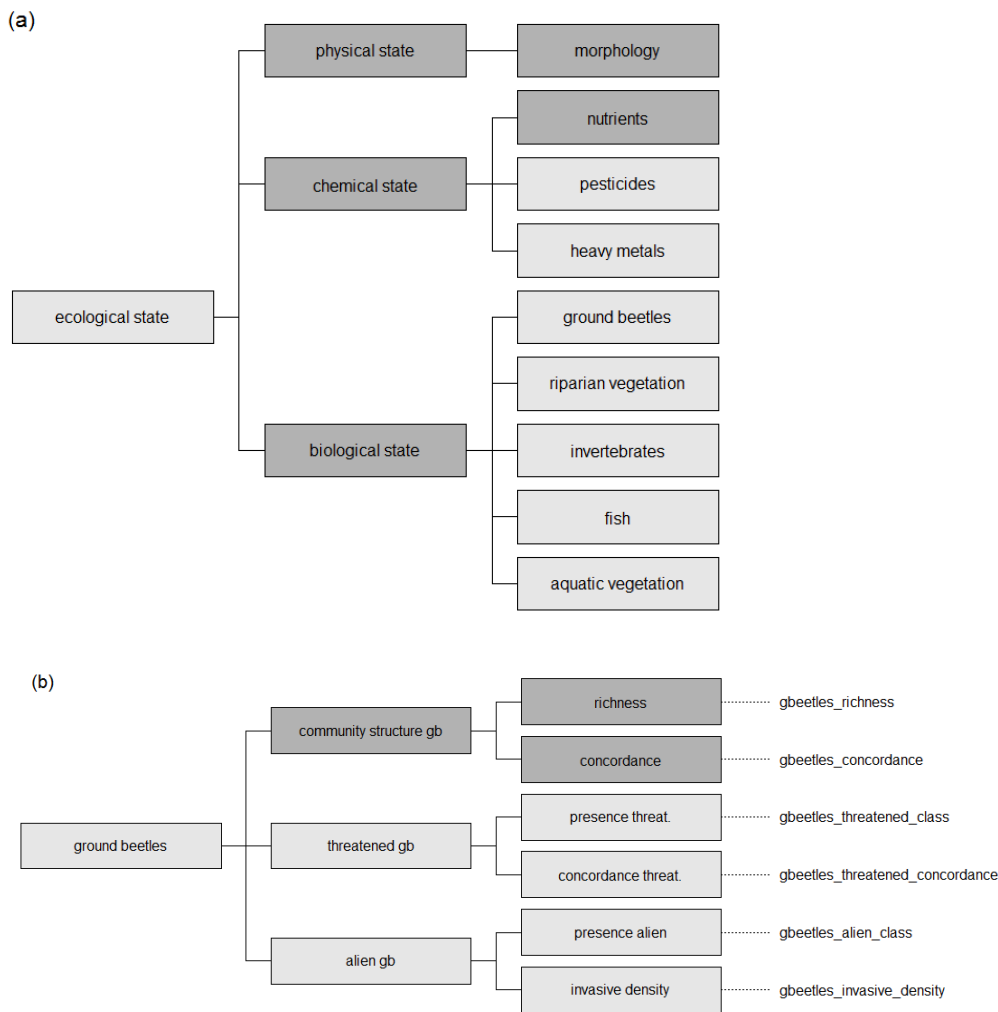 (a)
physical state
morphology
nutrients
chemical state
pesticides
heavy metals
ecological state
ground beetles
riparian vegetation
biological state
invertebrates
fish
aquatic vegetation
(b)
richness
gbeetles_richness
community structure gb
concordance
gbeetles_concordance
presence threat.
gbeetles_threatened_class
ground beetles
threatened gb
concordance threat.
gbeetles_threatened_concordance
presence alien
gbeetles_alien_class
alien gb
invasive density
gbeetles_invasive_density